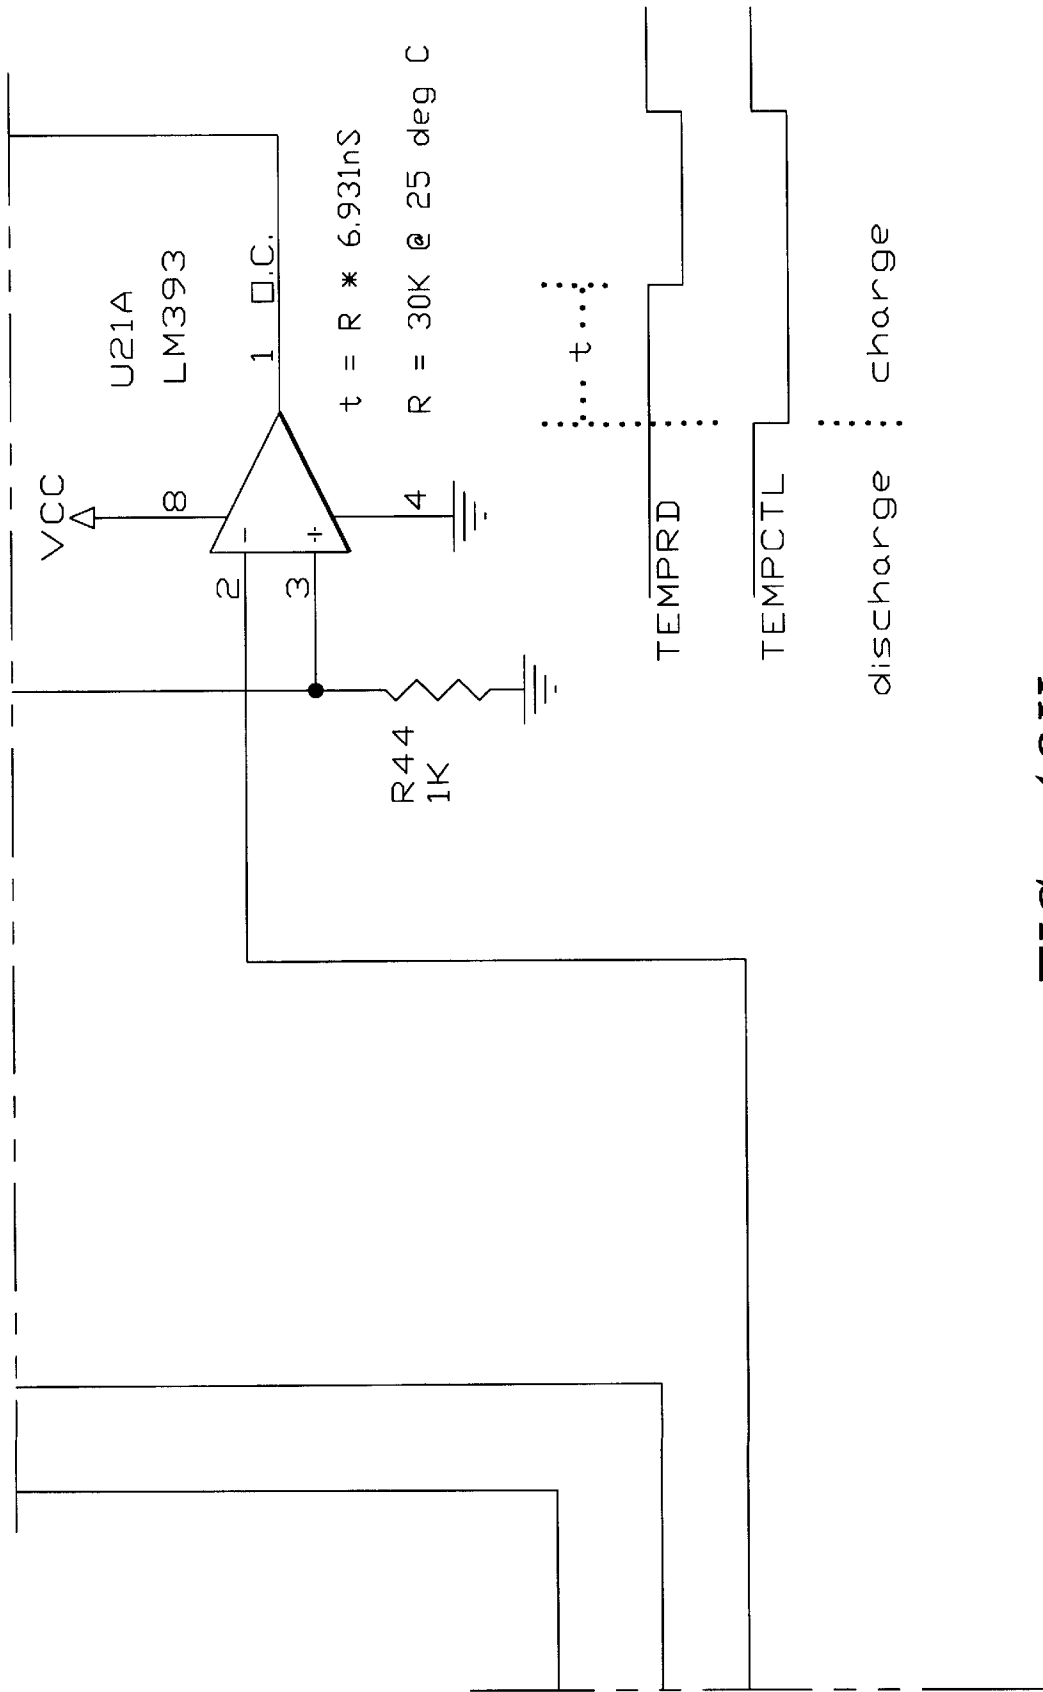 VCC
U21A
LM393
8
2
-
1
O.C.
3
+
4
t = R * 6.931nS
R = 30K @ 25 deg C
R44
1K
t
TEMPRD
TEMPCTL
discharge
charge